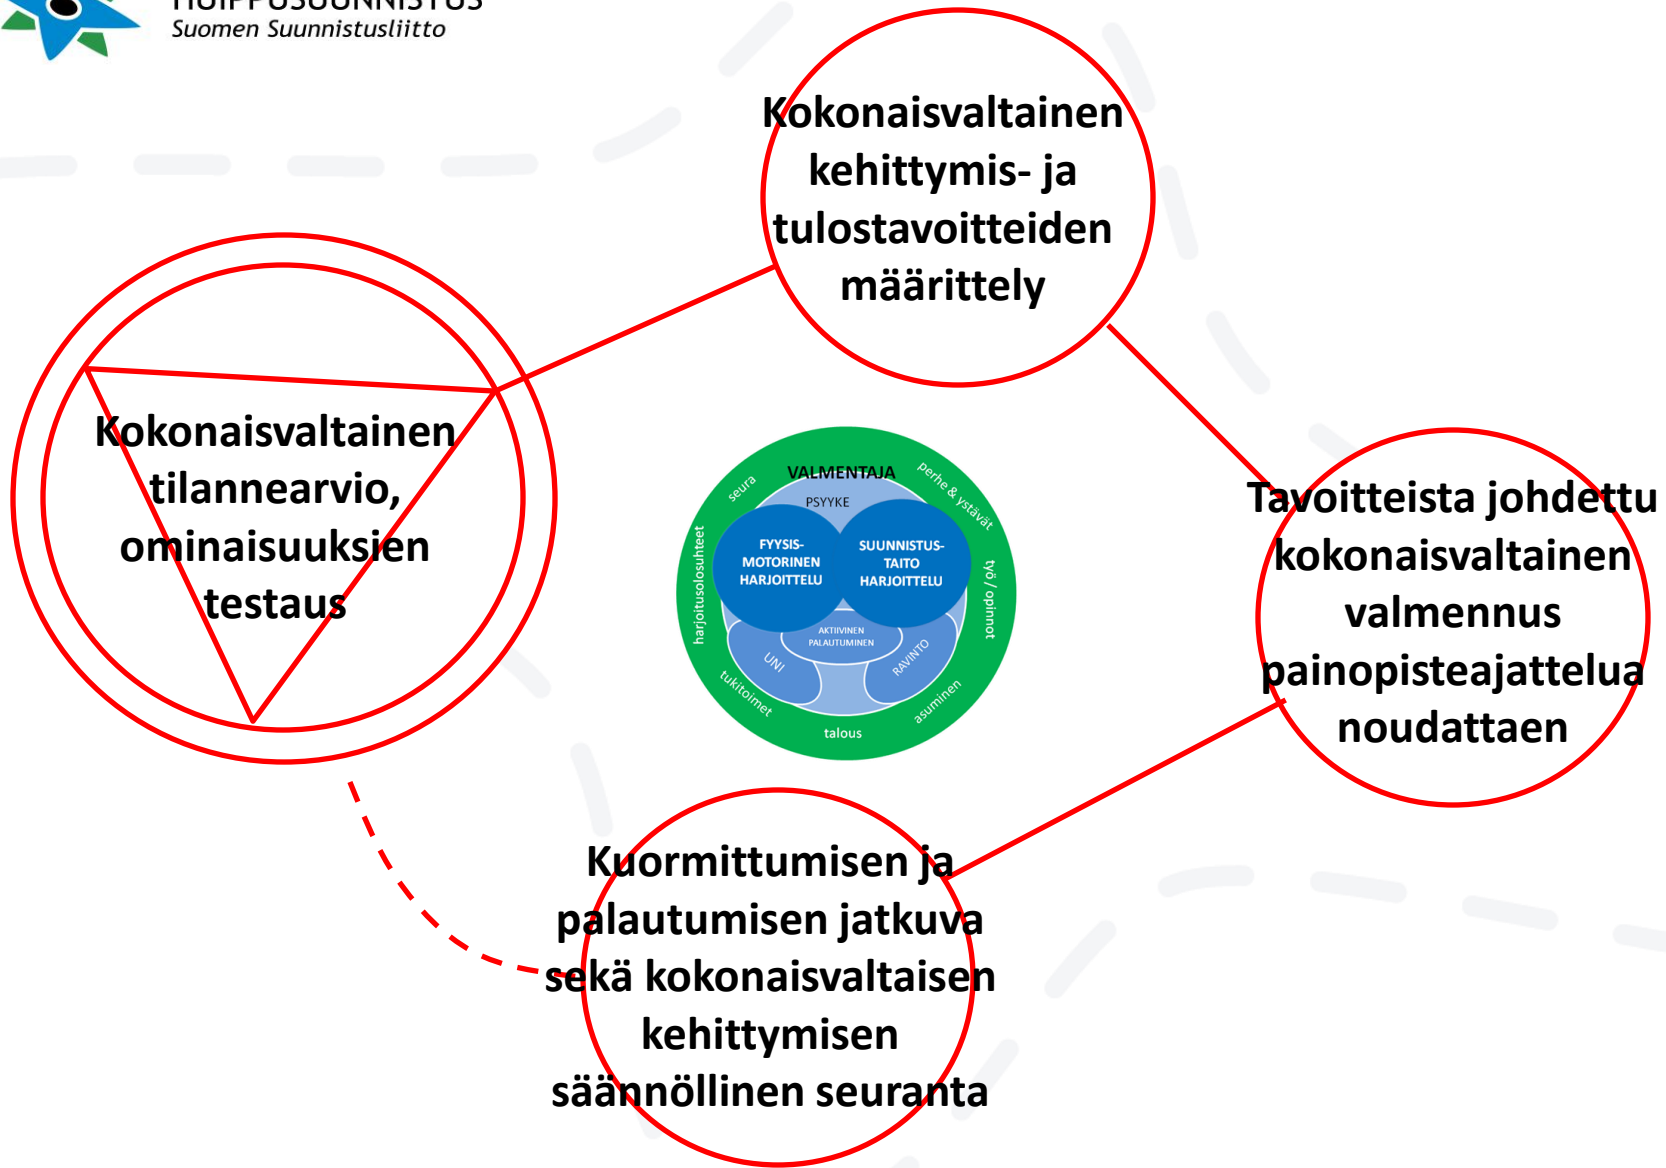 HUIPPUSUUNNISTUS
Suomen Suunnistusliitto
Kokonaisvaltainen
kehittymis- ja
tulostavoitteiden
määrittely
Kokonaisvaltainen
tilannearvio,
ominaisuuksien
testaus
Tavoitteista johdettu
kokonaisvaltainen
valmennus
painopisteajattelua
noudattaen
Kuormittumisen ja
palautumisen jatkuva
sekä kokonaisvaltaisen
kehittymisen
säännöllinen seuranta
VALMENTAJA
PSYYKE
FYYSIS-
MOTORINEN
HARJOITTELU
SUUNNISTUS-
TAITO
HARJOITTELU
AKTIIVINEN
PALAUTUMINEN
UNI
RAVINTO
seura
perhe & ystävät
työ / opinnot
asuminen
talous
tukitoimet
harjoitusolosuhteet